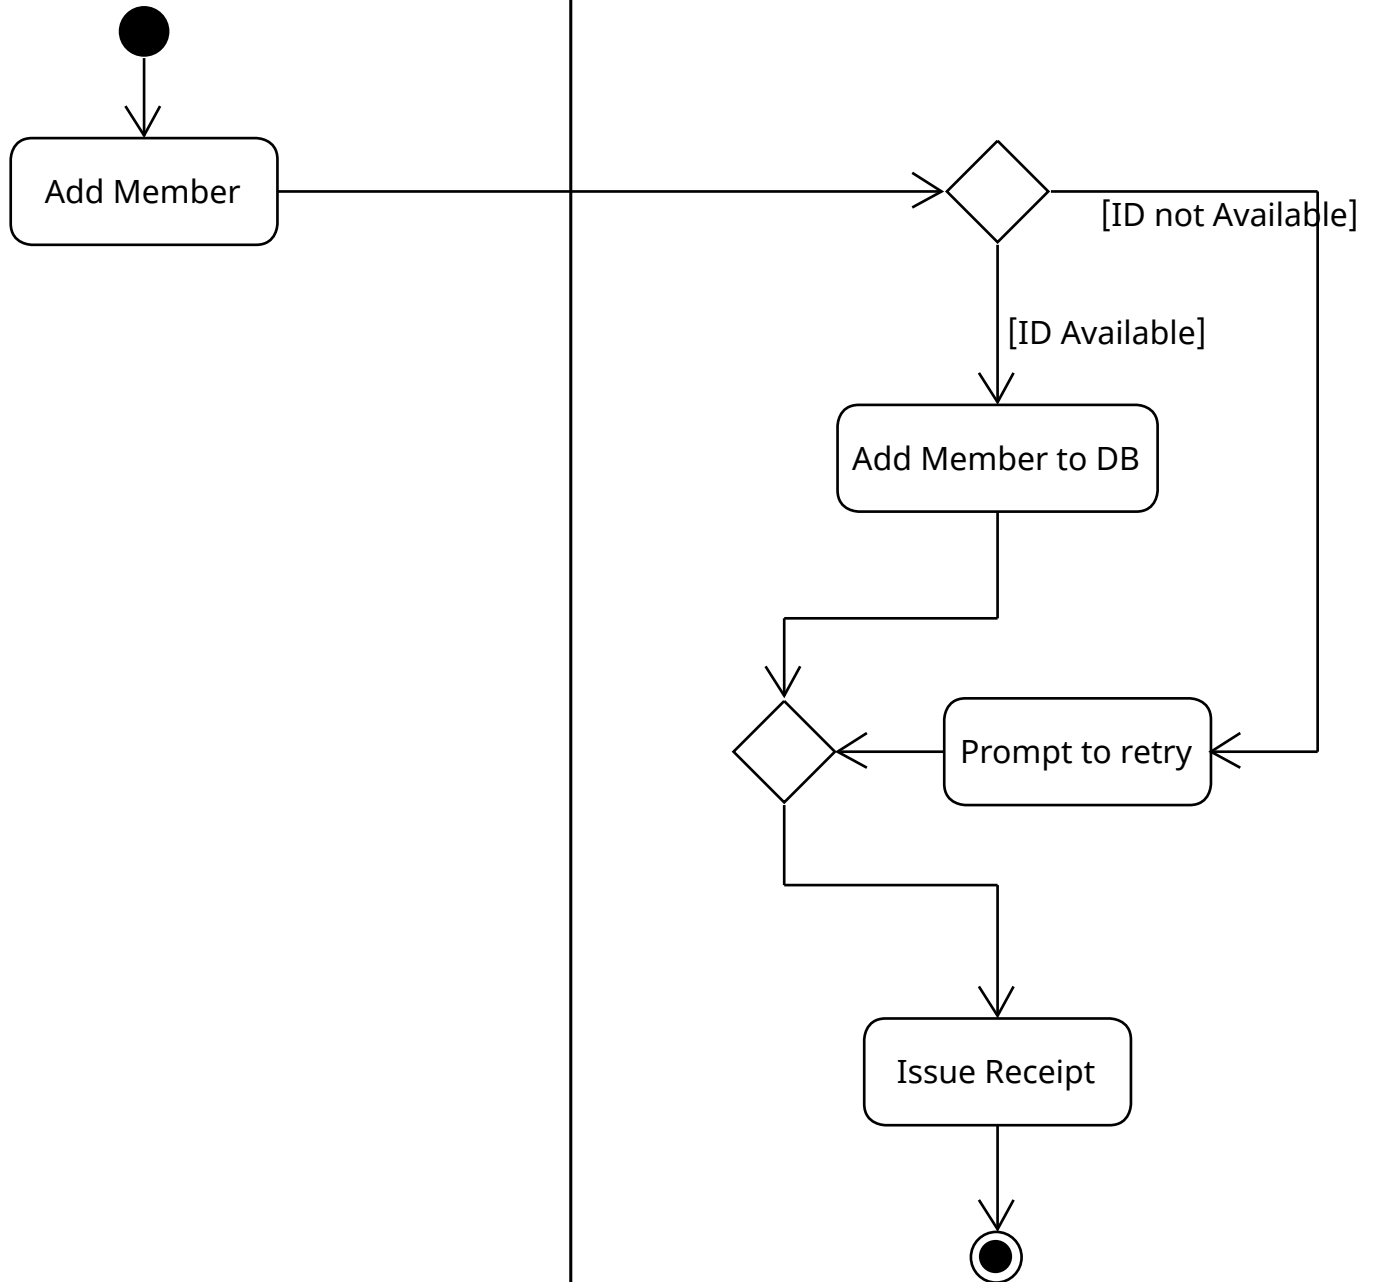 Add Member
[ID not Available]
[ID Available]
Add Member to DB
Prompt to retry
Issue Receipt